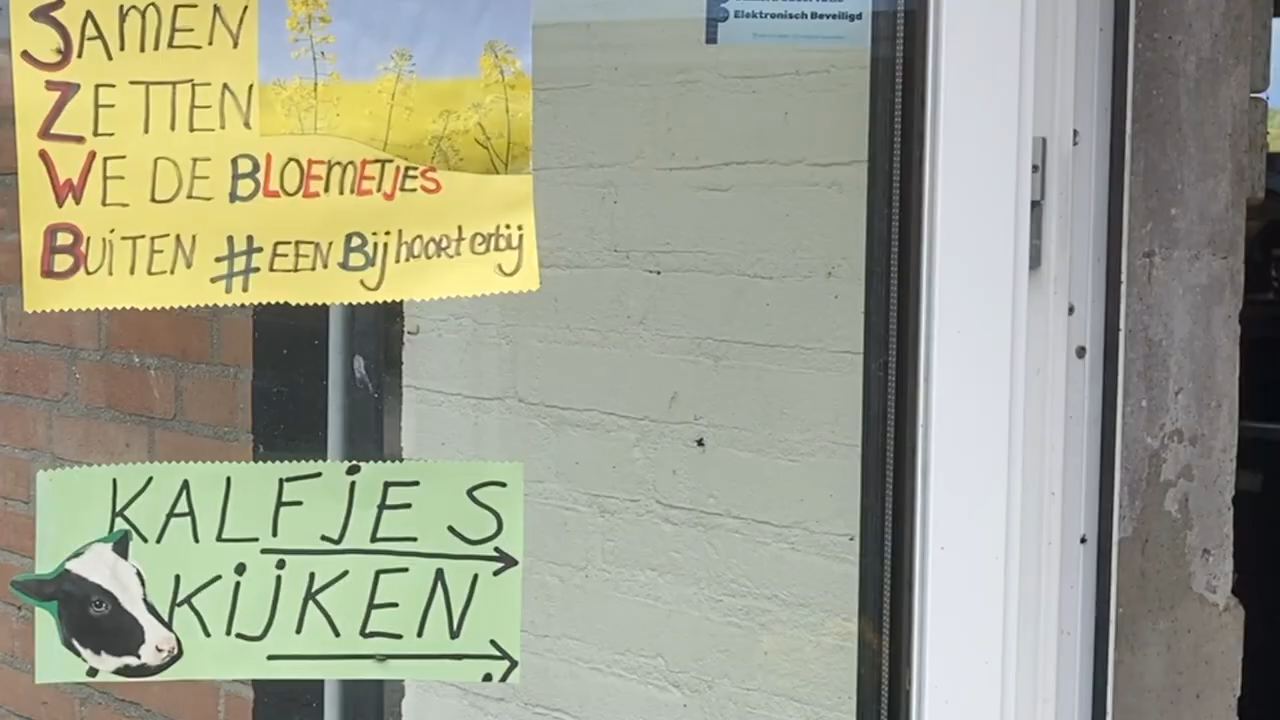 SAMEN
ZETTEN
WE DE BLOEMETJES
BUiTEN #EEN Bij hoort erbij
Elektronisch Beveiligd
KALFjES
KiJKEN